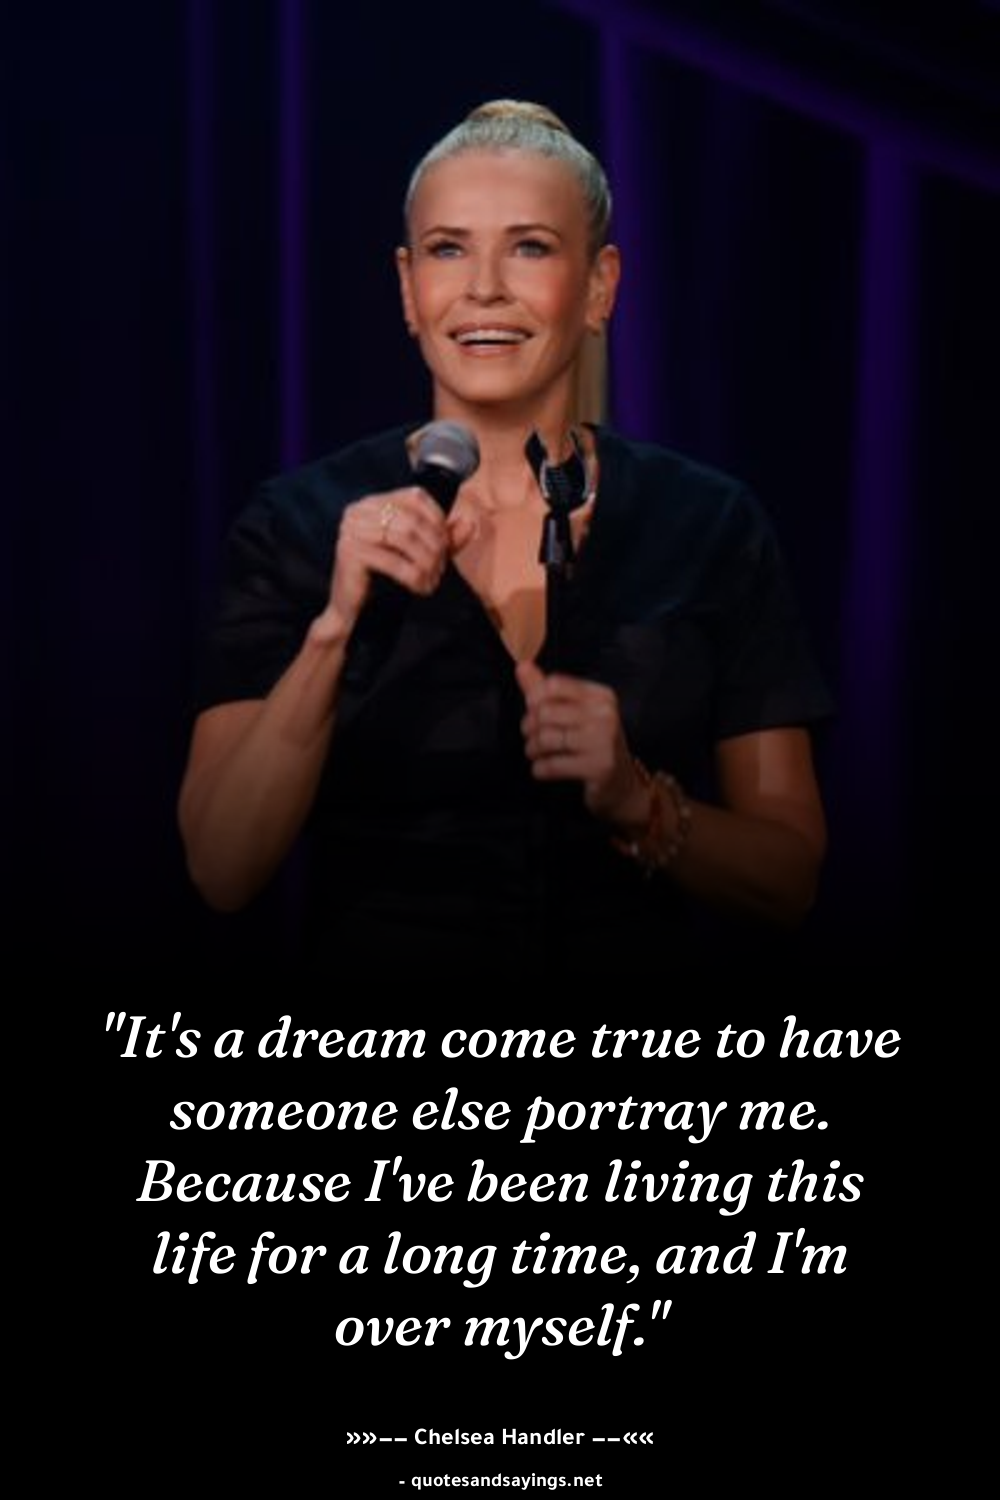 "It's a dream come true to have
someone else portray me.
Because I've been living this
life for a long time, and I'm
over myself."
»»–– Chelsea Handler ––««
- quotesandsayings.net